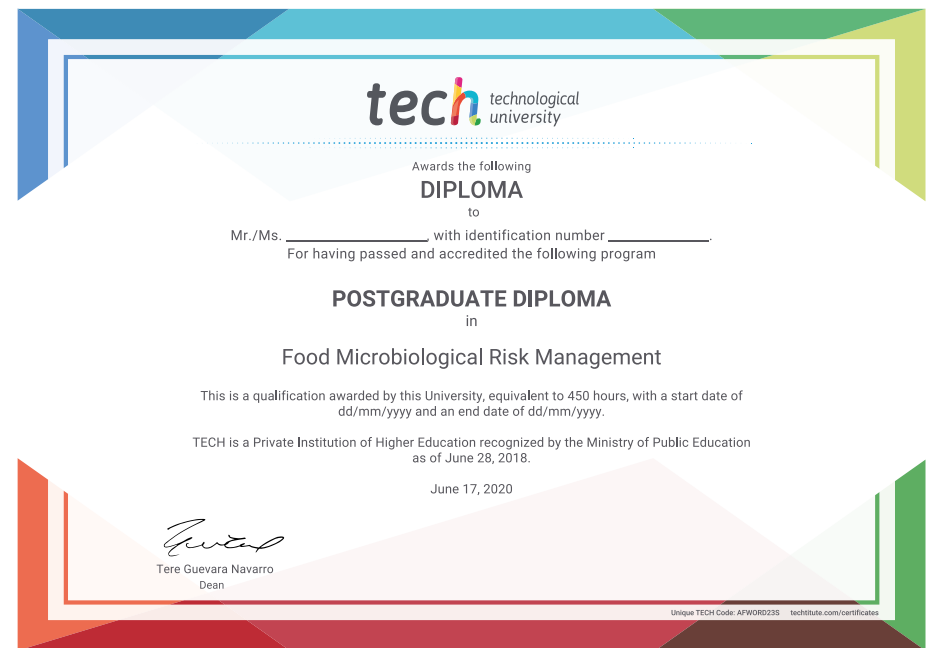 tech technological
university
Awards the following
DIPLOMA
to
Mr./Ms. ____________________, with identification number ______________.
For having passed and accredited the following program
POSTGRADUATE DIPLOMA
in
Food Microbiological Risk Management
This is a qualification awarded by this University, equivalent to 450 hours, with a start date of
dd/mm/yyyy and an end date of dd/mm/yyyy.
TECH is a Private Institution of Higher Education recognized by the Ministry of Public Education
as of June 28, 2018.
June 17, 2020
Tere Guevara Navarro
Dean
Unique TECH Code: AFWORD23S techtitute.com/certificates